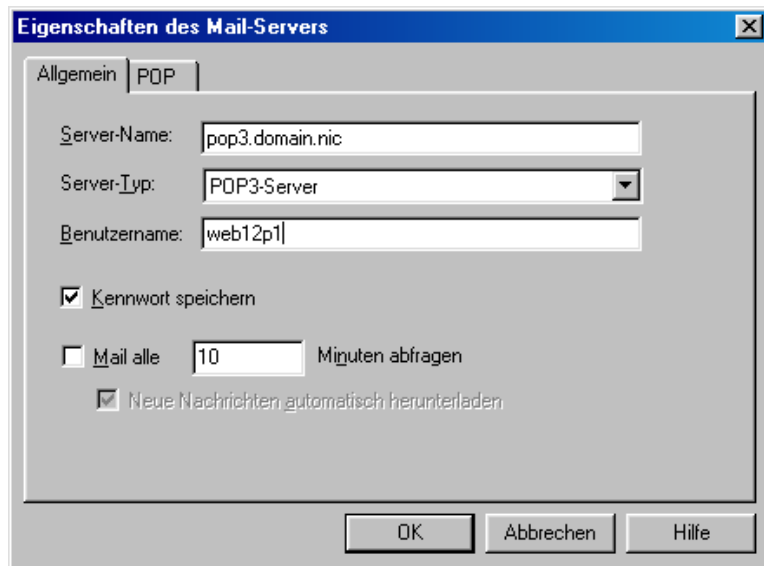 Eigenschaften des Mail-Servers
Allgemein POP
Server-Name: pop3.domain.nic
Server-Typ: POP3-Server
Benutzername: web12p1
Kennwort speichern
Mail alle 10 Minuten abfragen
Neue Nachrichten automatisch herunterladen
OK Abbrechen Hilfe